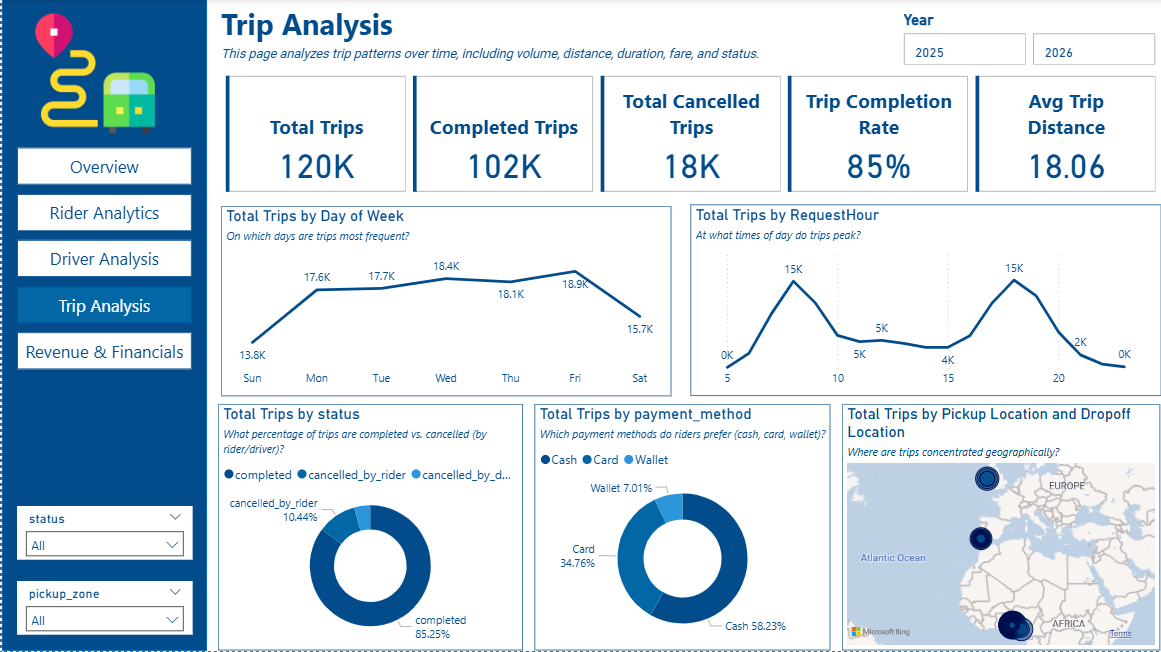 Trip Analysis
This page analyzes trip patterns over time, including volume, distance, duration, fare, and status.
Year
2025
2026
Overview
Rider Analytics
Driver Analysis
Trip Analysis
Revenue & Financials
status
All
pickup_zone
All
Total Trips
120K
Completed Trips
102K
Total Cancelled
Trips
18K
Trip Completion
Rate
85%
Avg Trip
Distance
18.06
Total Trips by Day of Week
On which days are trips most frequent?
13.8K
17.6K
17.7K
18.4K
18.1K
18.9K
15.7K
Sun
Mon
Tue
Wed
Thu
Fri
Sat
Total Trips by RequestHour
At what times of day do trips peak?
0K
15K
5K
5K
4K
15K
2K
0K
5
10
15
20
Total Trips by status
What percentage of trips are completed vs. cancelled (by
rider/driver)?
completed
cancelled_by_rider
cancelled_by_d...
cancelled_by_rider
10.44%
completed
85.25%
Total Trips by payment_method
Which payment methods do riders prefer (cash, card, wallet)?
Cash
Card
Wallet
Wallet 7.01%
Card
34.76%
Cash 58.23%
Total Trips by Pickup Location and Dropoff
Location
Where are trips concentrated geographically?
EUROPE
Atlantic Ocean
AFRICA
Microsoft Bing
Terms